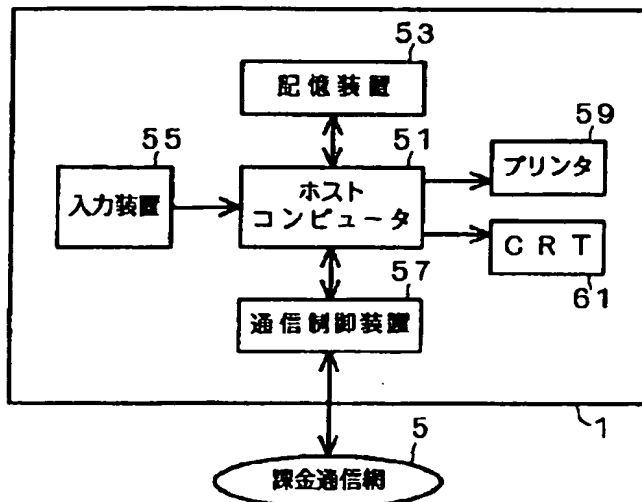 53
記憶装置
55
51
59
入力装置
ホスト
コンピュータ
プリンタ
CRT
61
57
通信制御装置
1
5
課金通信網